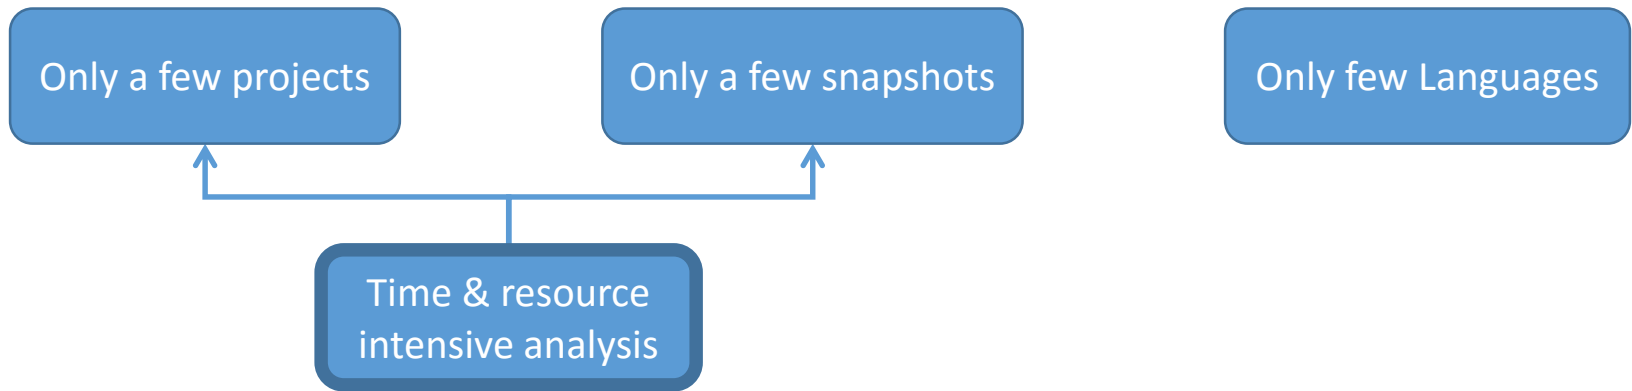 Only a few projects
Only a few snapshots
Only few Languages
Time & resource
intensive analysis